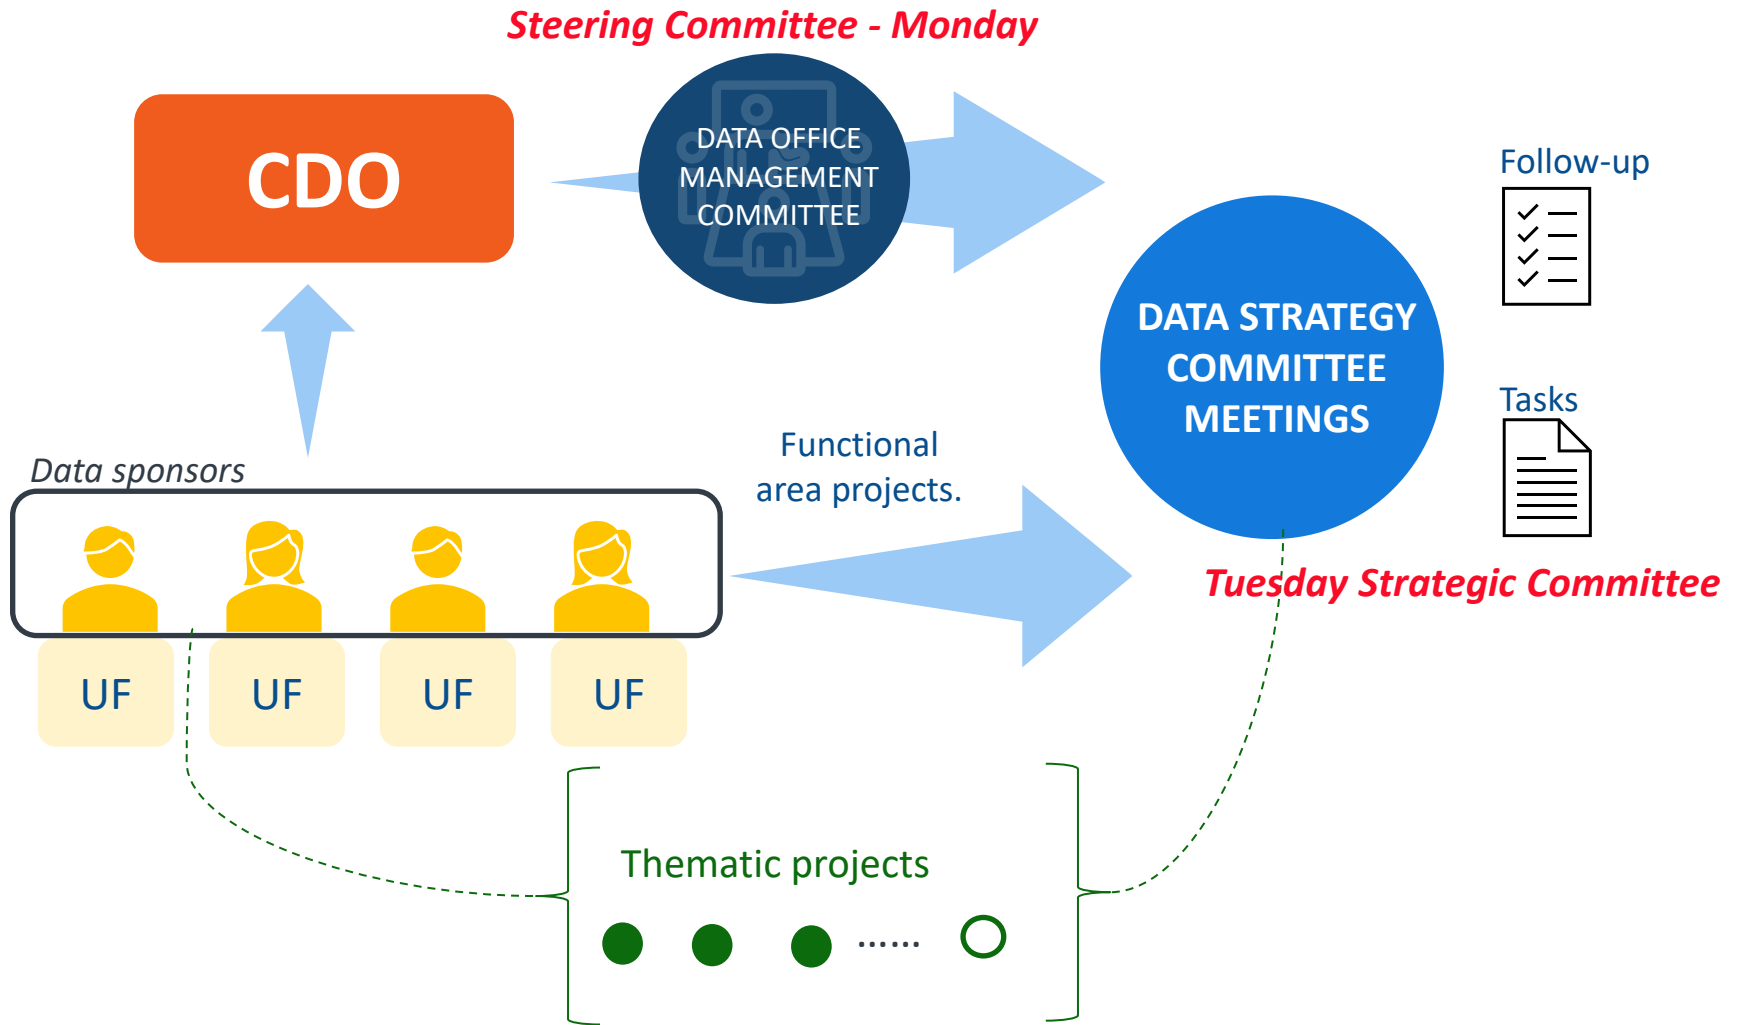 Steering Committee - Monday
CDO
DATA OFFICE
MANAGEMENT
COMMITTEE
Follow-up
DATA STRATEGY
COMMITTEE
MEETINGS
Tasks
Functional
area projects.
Data sponsors
Tuesday Strategic Committee
UF
UF
UF
UF
Thematic projects
......